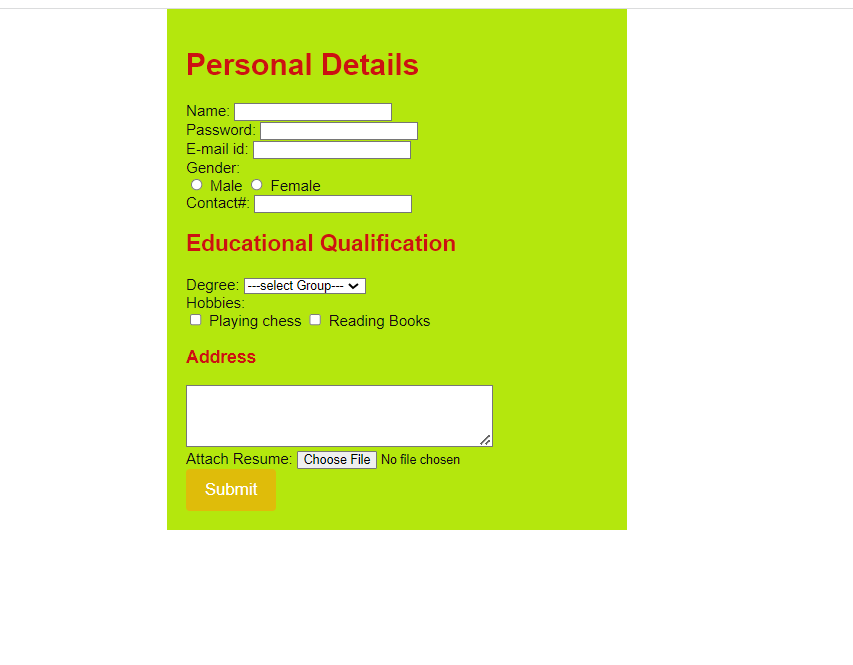 Personal Details
Name:
Password:
E-mail id:
Gender:
Male Female
Contact#:
Educational Qualification
Degree: ---select Group---
Hobbies:
Playing chess Reading Books
Address
Attach Resume: Choose File No file chosen
Submit